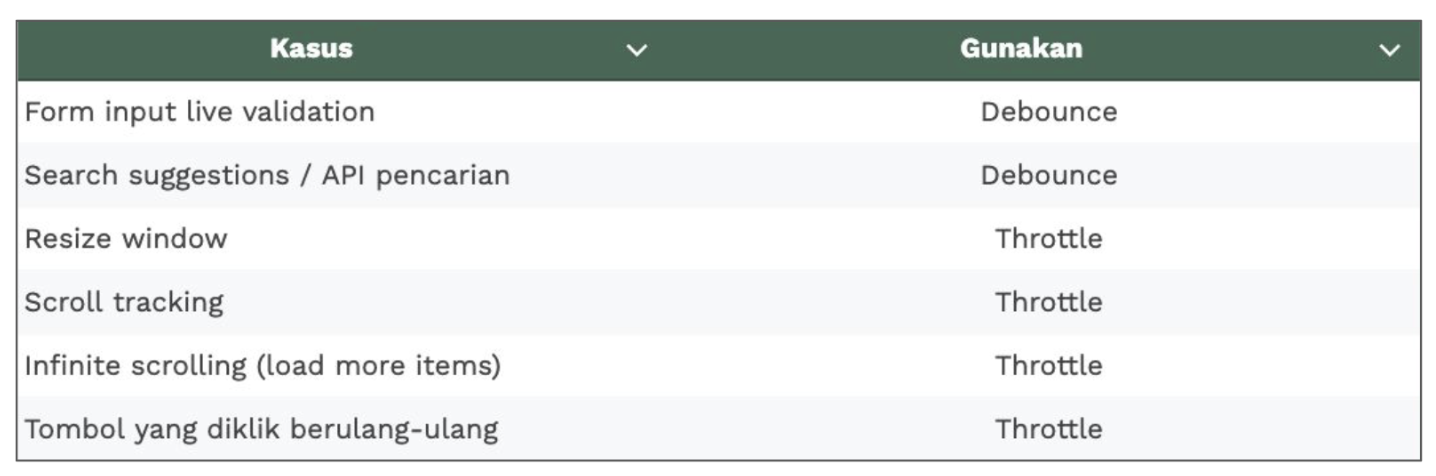 Kasus Gunakan
Form input live validation Debounce
Search suggestions / API pencarian Debounce
Resize window Throttle
Scroll tracking Throttle
Infinite scrolling (load more items) Throttle
Tombol yang diklik berulang-ulang Throttle